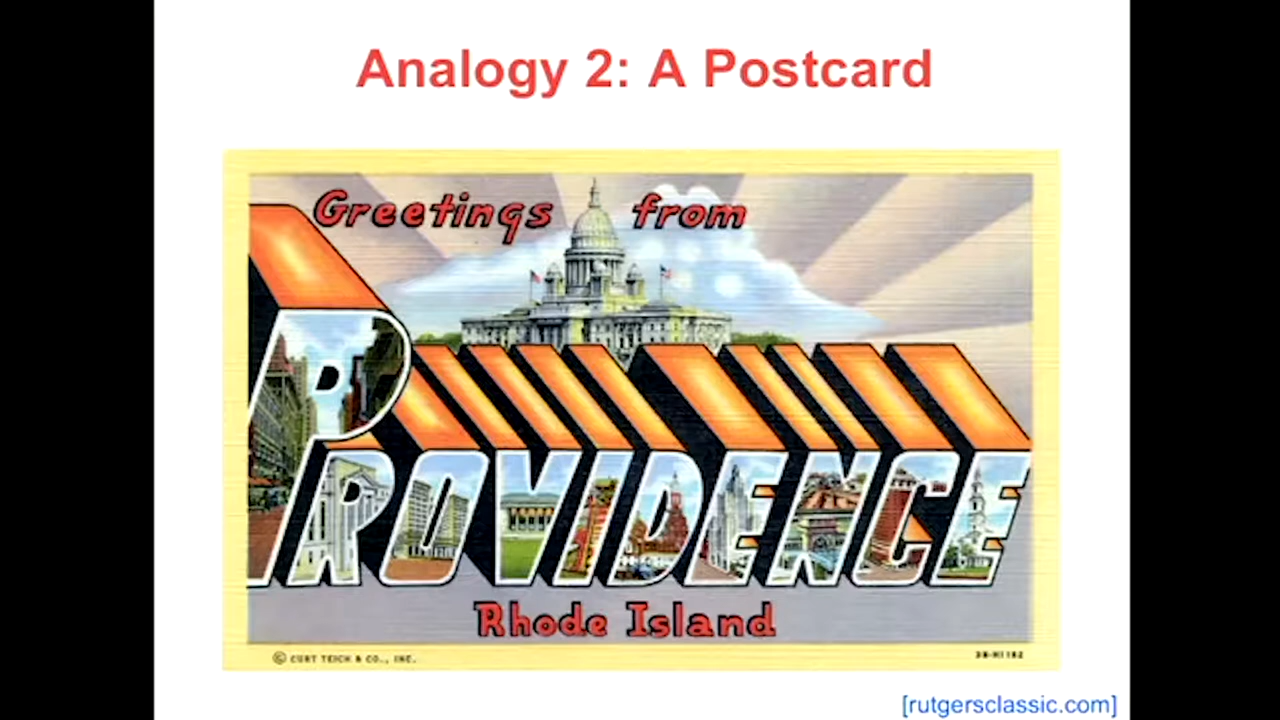 Analogy 2: A Postcard
Greetings from
PROVIDENCE
Rhode Island
© CURT TEICH & CO., INC.
[rutgersclassic.com]